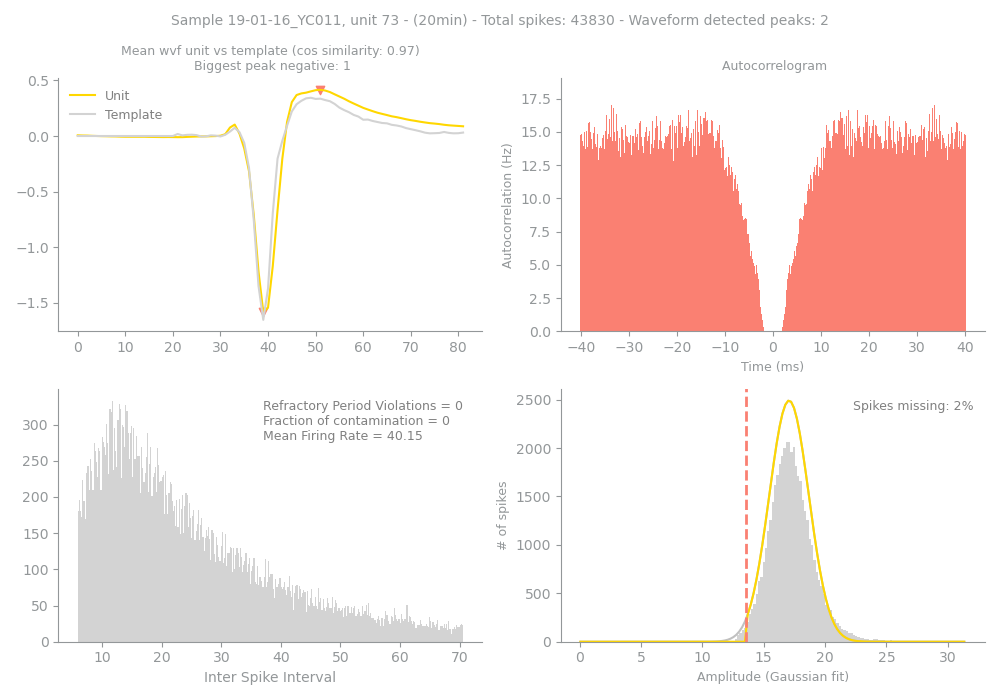 Sample 19-01-16_YC011, unit 73 - (20min) - Total spikes: 43830 - Waveform detected peaks: 2
Mean wvf unit vs template (cos similarity: 0.97)
Biggest peak negative: 1
Unit
Template
0.5
0.0
−0.5
−1.0
−1.5
0 10 20 30 40 50 60 70 80
Autocorrelogram
Autocorrelation (Hz)
17.5
15.0
12.5
10.0
7.5
5.0
2.5
0.0
−40 −30 −20 −10 0 10 20 30 40
Time (ms)
Refractory Period Violations = 0
Fraction of contamination = 0
Mean Firing Rate = 40.15
300
250
200
150
100
50
0
10 20 30 40 50 60 70
Inter Spike Interval
Spikes missing: 2%
# of spikes
2500
2000
1500
1000
500
0
0 5 10 15 20 25 30
Amplitude (Gaussian fit)